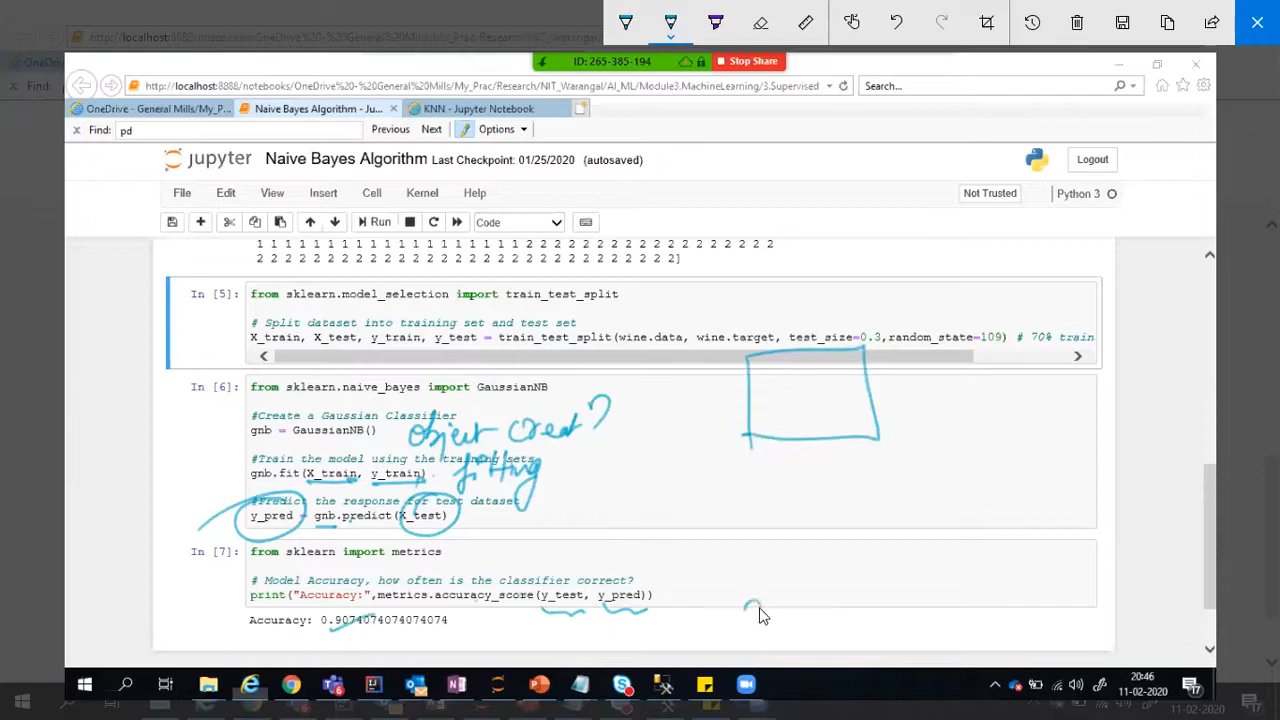 ID: 265-385-194
Stop Share
http://localhost:8888/notebooks/OneDrive%20-%20General%20Mills/My_Prac/Research/NIT_Warangal/AI_ML/Module3.MachineLearning/3.Supervised
Search...
OneDrive - General Mills/My_P...
Naive Bayes Algorithm - Ju...
KNN - Jupyter Notebook
Find: pd
Previous Next Options
jupyter Naive Bayes Algorithm Last Checkpoint: 01/25/2020 (autosaved)
Logout
File Edit View Insert Cell Kernel Help
Not Trusted Python 3
Run Code
1 1 1 1 1 1 1 1 1 1 1 1 1 1 1 1 1 1 1 2 2 2 2 2 2 2 2 2 2 2 2 2 2 2 2 2 2
2 2 2 2 2 2 2 2 2 2 2 2 2 2 2 2 2 2 2 2 2 2 2 2 2 2 2 2 2 2]
In [5]: from sklearn.model_selection import train_test_split
# Split dataset into training set and test set
X_train, X_test, y_train, y_test = train_test_split(wine.data, wine.target, test_size=0.3,random_state=109) # 70% train
In [6]: from sklearn.naive_bayes import GaussianNB
#Create a Gaussian Classifier
gnb = GaussianNB()
object creat
#Train the model using the training sets
gnb.fit(X_train, y_train)
fitting
#Predict the response for test dataset
y_pred = gnb.predict(X_test)
In [7]: from sklearn import metrics
# Model Accuracy, how often is the classifier correct?
print("Accuracy:",metrics.accuracy_score(y_test, y_pred))
Accuracy: 0.9074074074074074
20:46
11-02-2020
17